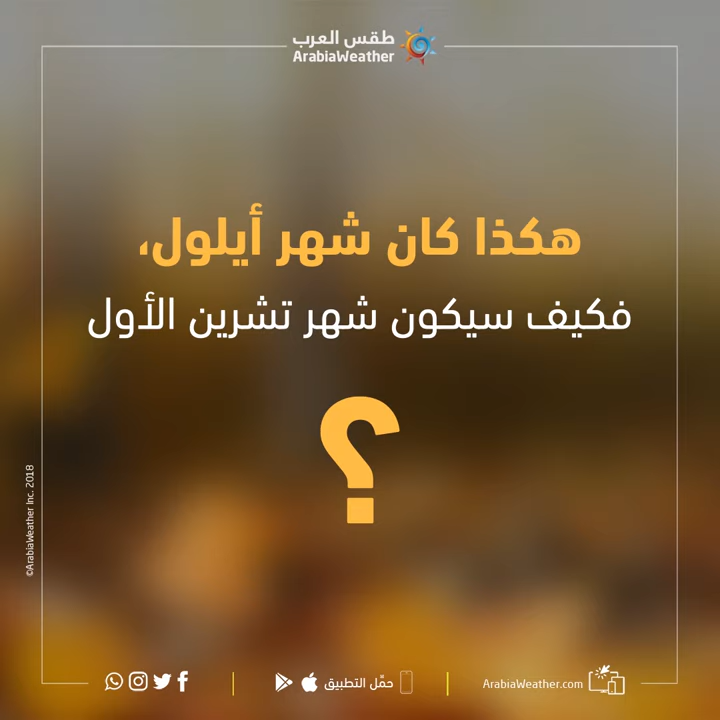 طقس العرب
ArabiaWeather
هكذا كان شهر أيلول،
فكيف سيكون شهر تشرين الأول
؟
©ArabiaWeather Inc. 2018
حمِّل التطبيق
ArabiaWeather.com